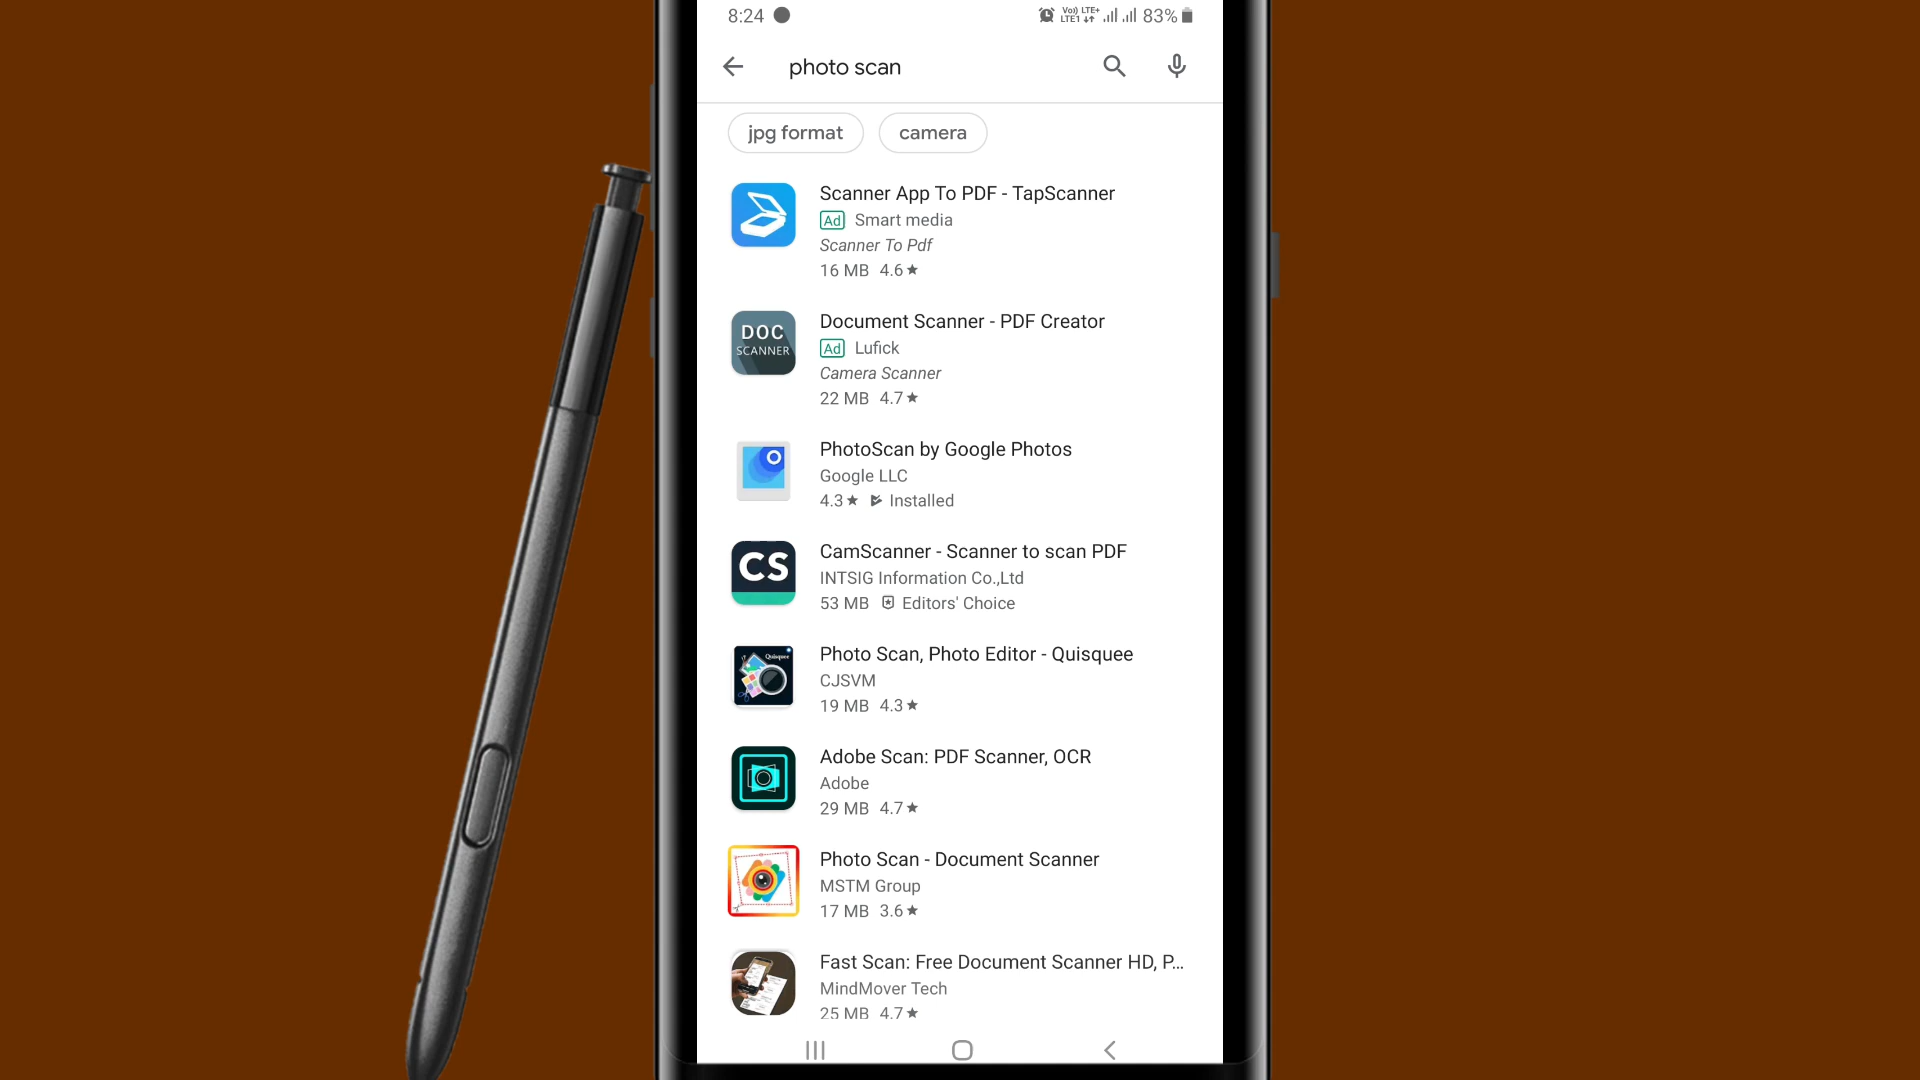 8:24
Vo) LTE+
LTE1
83%
photo scan
jpg format
camera
Scanner App To PDF - TapScanner
Ad Smart media
Scanner To Pdf
16 MB 4.6★
DOC
SCANNER
Document Scanner - PDF Creator
Ad Lufick
Camera Scanner
22 MB 4.7★
PhotoScan by Google Photos
Google LLC
4.3★ Installed
CS
CamScanner - Scanner to scan PDF
INTSIG Information Co.,Ltd
53 MB Editors' Choice
Quisquee
Photo Scan, Photo Editor - Quisquee
CJSVM
19 MB 4.3★
Adobe Scan: PDF Scanner, OCR
Adobe
29 MB 4.7★
Photo Scan - Document Scanner
MSTM Group
17 MB 3.6★
Fast Scan: Free Document Scanner HD, P...
MindMover Tech
25 MB 4.7★